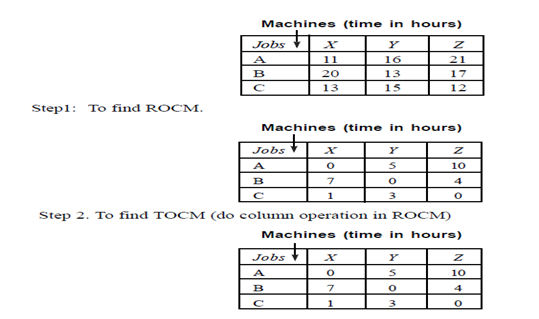 Machines (time in hours)
Jobs X Y Z
A 11 16 21
B 20 13 17
C 13 15 12
Step1: To find ROCM.
Machines (time in hours)
Jobs X Y Z
A 0 5 10
B 7 0 4
C 1 3 0
Step 2. To find TOCM (do column operation in ROCM)
Machines (time in hours)
Jobs X Y Z
A 0 5 10
B 7 0 4
C 1 3 0